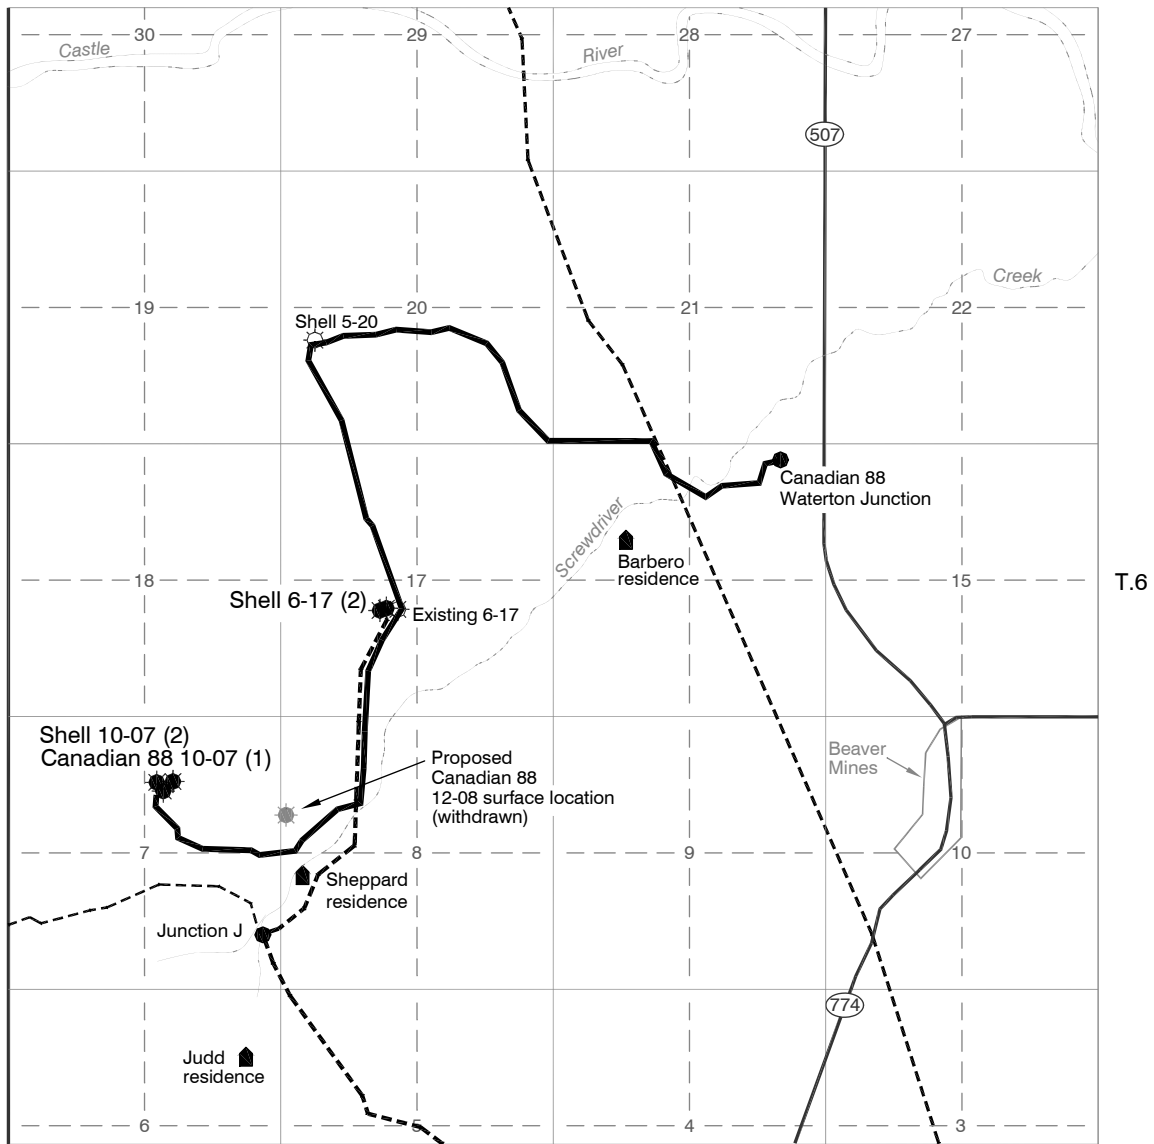 30 29 28 27
Castle
River
507
Creek
19 20 21 22
Shell 5-20
Canadian 88
Waterton Junction
Screwdriver
Barbero
residence
18 17 15
T.6
Shell 6-17 (2)
Existing 6-17
Shell 10-07 (2)
Canadian 88 10-07 (1)
Proposed
Canadian 88
12-08 surface location
(withdrawn)
Beaver
Mines
7 8 9 10
Sheppard
residence
Junction J
774
Judd
residence
6 5 4 3